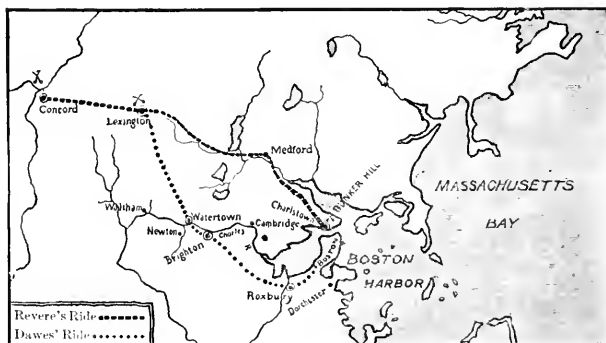 Concord
Lexington
Medford
BUNKER HILL
Charlstown
MASSACHUSETTS
BAY
Waltham
Watertown
Newton
Cambridge
Brighton
Charles
R.
BOSTON
BOSTON
HARBOR
Roxbury
Dorchester
Revere's Ride
Dawes' Ride